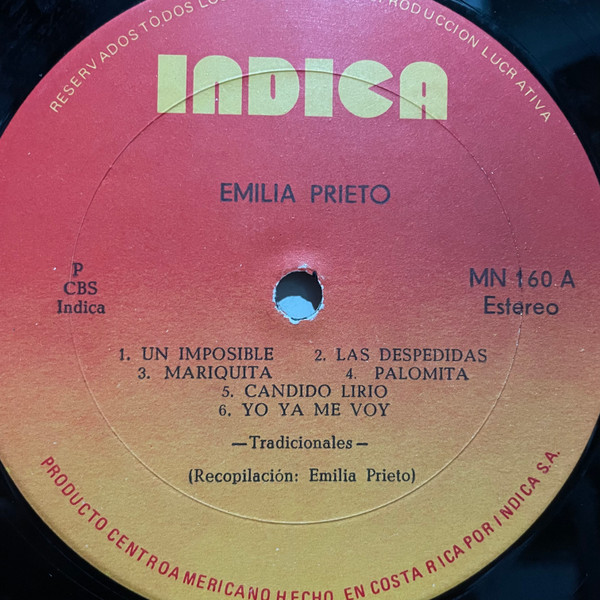 RESERVADOS TODOS LOS
REPRODUCCION LUCRATIVA
INDICA
EMILIA PRIETO
P
CBS
Indica
MN 160 A
Estereo
1. UN IMPOSIBLE 2. LAS DESPEDIDAS
3. MARIQUITA 4. PALOMITA
5. CANDIDO LIRIO
6. YO YA ME VOY
—Tradicionales—
(Recopilación: Emilia Prieto)
PRODUCTO CENTROAMERICANO HECHO EN COSTA RICA POR INDICA S.A.